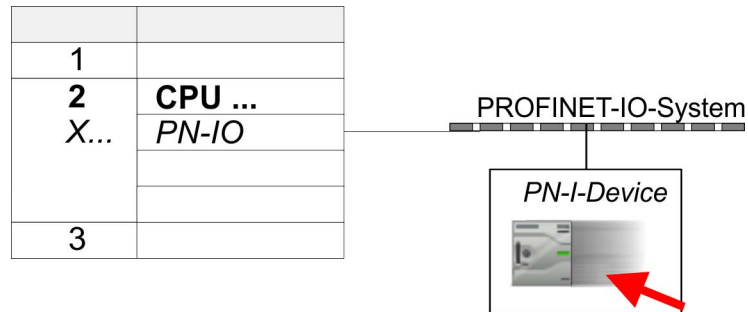 1
2 CPU ...
X... PN-IO
3
PROFINET-IO-System
PN-I-Device